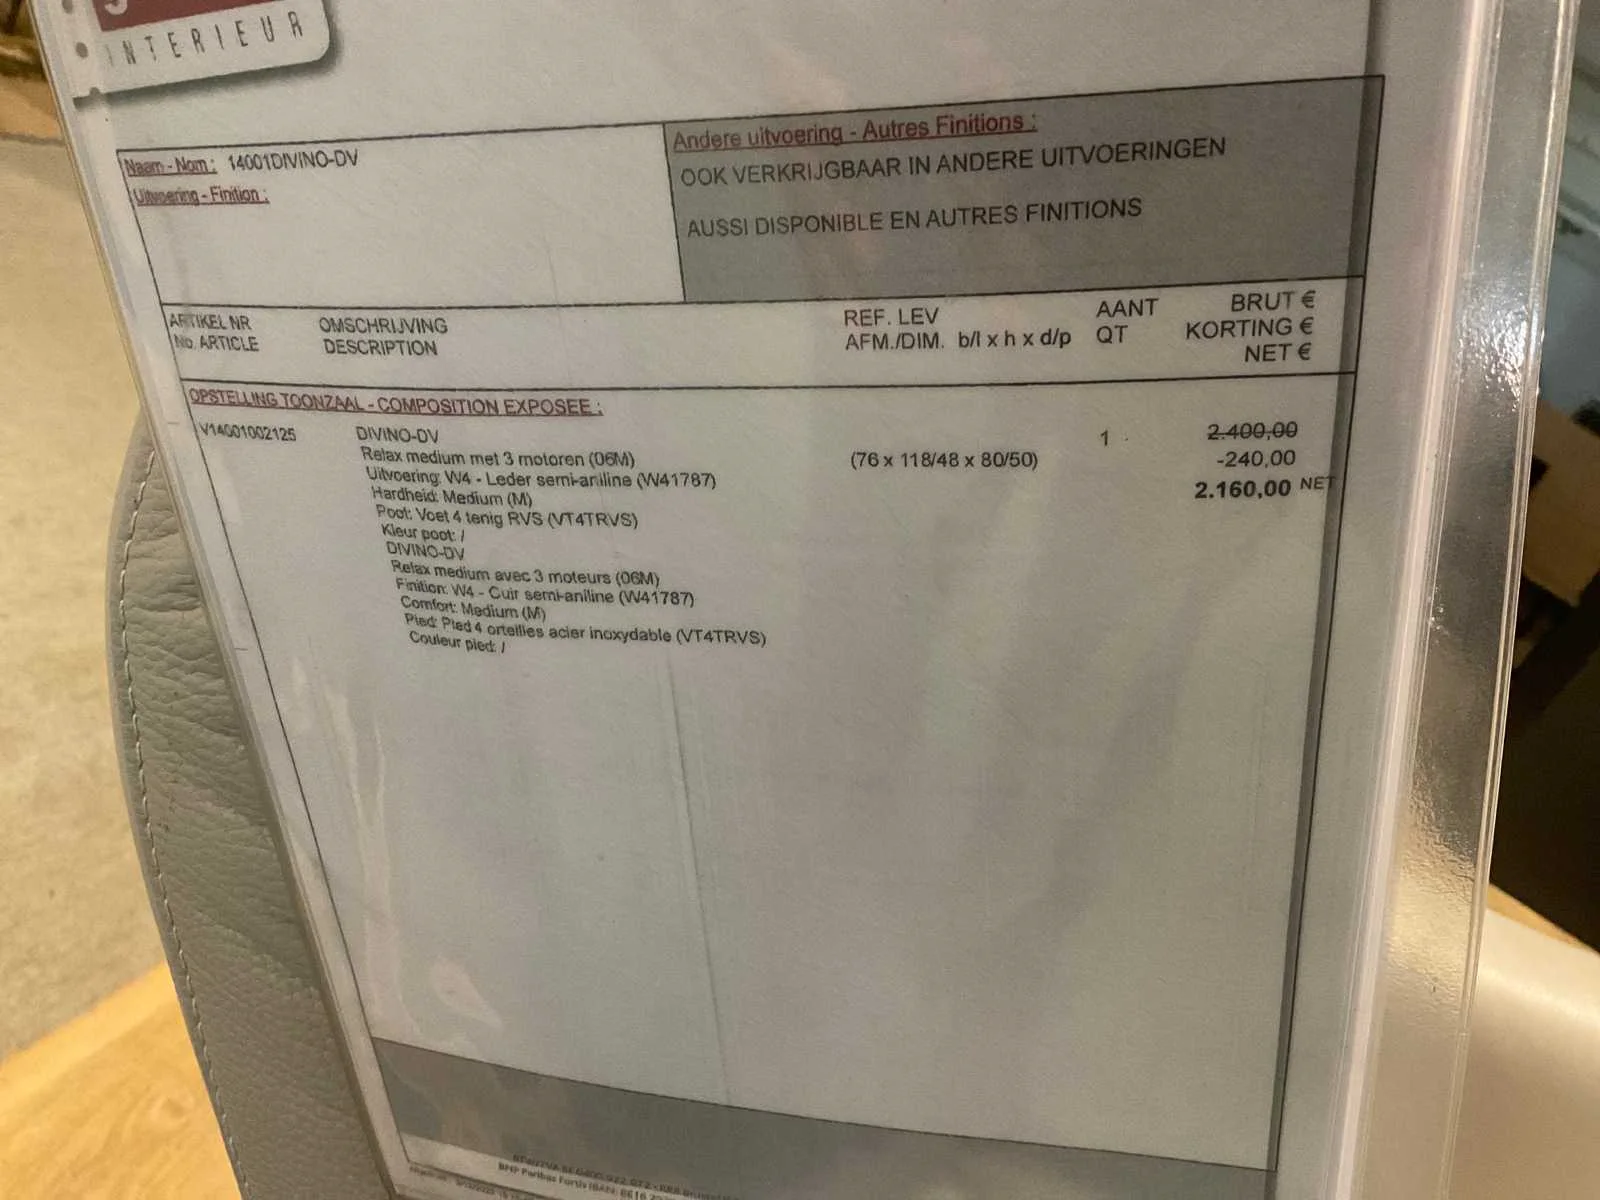 INTERIEUR
Naam - Nom : 14001DIVINO-DV
Uitvoering - Finition :
Andere uitvoering - Autres Finitions :
OOK VERKRIJGBAAR IN ANDERE UITVOERINGEN
AUSSI DISPONIBLE EN AUTRES FINITIONS
ARTIKEL NR OMSCHRIJVING REF. LEV AANT BRUT €
No. ARTICLE DESCRIPTION AFM./DIM. b/l x h x d/p QT KORTING €
NET €
OPSTELLING TOONZAAL - COMPOSITION EXPOSEE :
V14001002125 DIVINO-DV 1 2.400,00
Relax medium met 3 motoren (06M) (76 x 118/48 x 80/50) -240,00
Uitvoering: W4 - Leder semi-aniline (W41787) 2.160,00 NET
Hardheid: Medium (M)
Poot: Voet 4 tenig RVS (VT4TRVS)
Kleur poot: /
DIVINO-DV
Relax medium avec 3 moteurs (06M)
Finition: W4 - Cuir semi-aniline (W41787)
Comfort: Medium (M)
Pied: Pied 4 orteilles acier inoxydable (VT4TRVS)
Couleur pied: /
BNP Paribas Fortis IBAN: